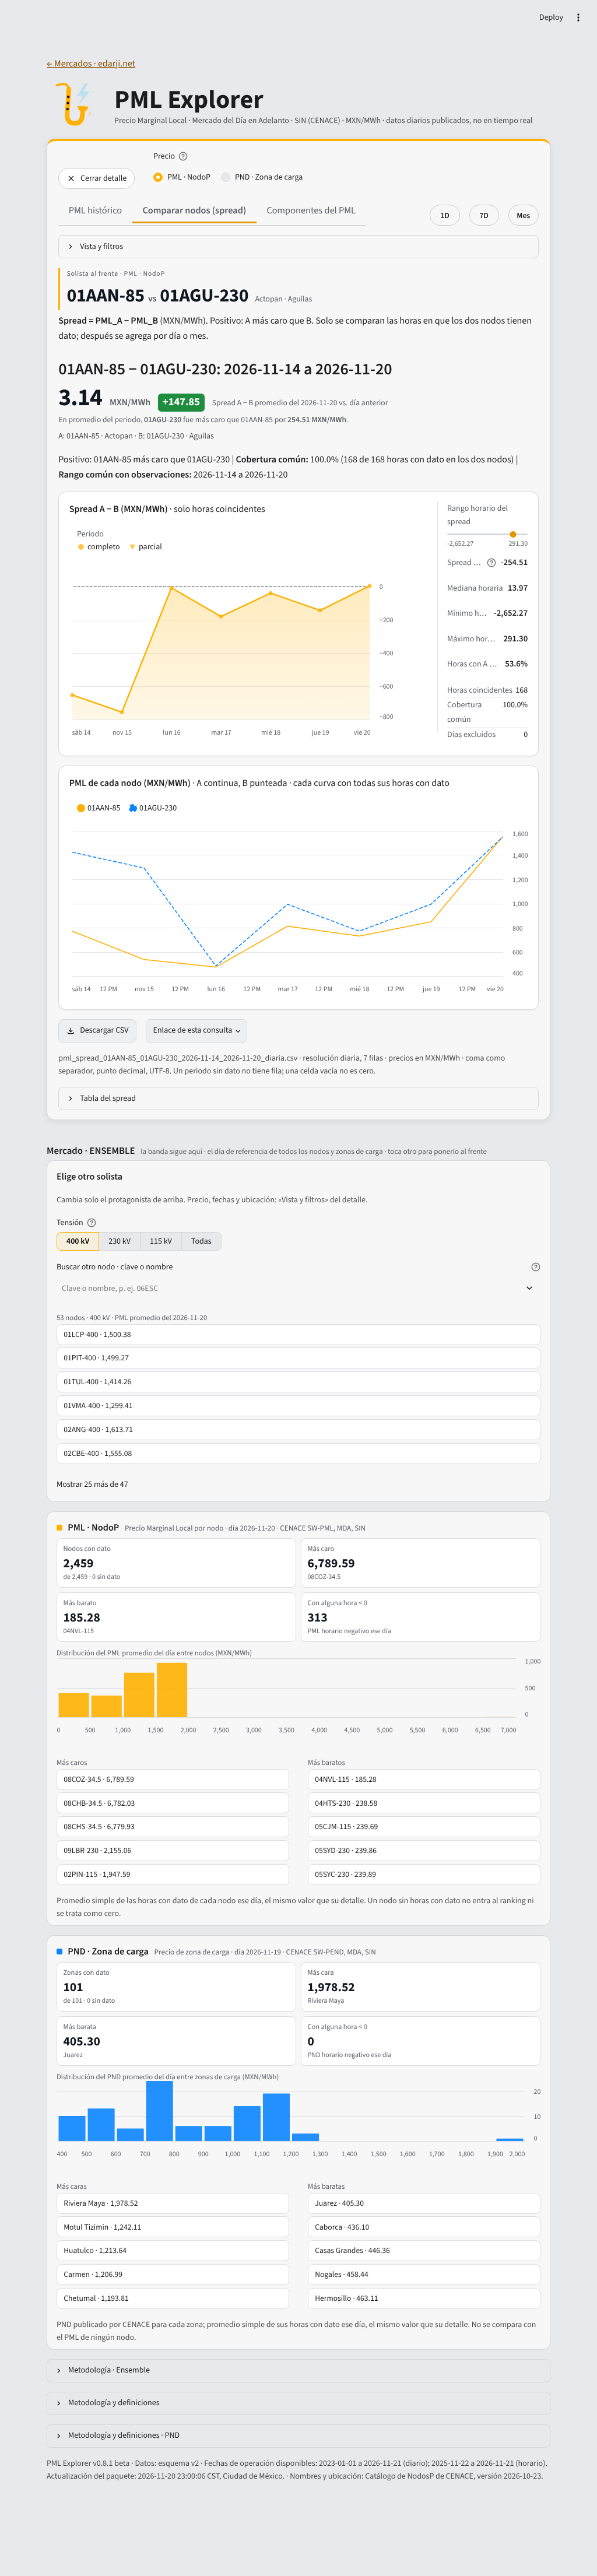 Deploy
← Mercados · edarji.net
PML Explorer
Precio Marginal Local · Mercado del Día en Adelanto · SIN (CENACE) · MXN/MWh · datos diarios publicados, no en tiempo real
Precio
Cerrar detalle
PML · NodoP
PND · Zona de carga
PML histórico
Comparar nodos (spread)
Componentes del PML
1D
7D
Mes
Vista y filtros
Solista al frente · PML · NodoP
01AAN-85 vs 01AGU-230 Actopan · Aguilas
Spread = PML_A − PML_B (MXN/MWh). Positivo: A más caro que B. Solo se comparan las horas en que los dos nodos tienen
dato; después se agrega por día o mes.
01AAN-85 − 01AGU-230: 2026-11-14 a 2026-11-20
3.14 MXN/MWh +147.85 Spread A − B promedio del 2026-11-20 vs. día anterior
En promedio del periodo, 01AGU-230 fue más caro que 01AAN-85 por 254.51 MXN/MWh.
A: 01AAN-85 · Actopan · B: 01AGU-230 · Aguilas
Positivo: 01AAN-85 más caro que 01AGU-230 | Cobertura común: 100.0% (168 de 168 horas con dato en los dos nodos) |
Rango común con observaciones: 2026-11-14 a 2026-11-20
Spread A − B (MXN/MWh) · solo horas coincidentes
Periodo
completo
parcial
0
−200
−400
−600
−800
sáb 14
nov 15
lun 16
mar 17
mié 18
jue 19
vie 20
Rango horario del
spread
-2,652.27
291.30
Spread … -254.51
Mediana horaria 13.97
Mínimo h… -2,652.27
Máximo hor… 291.30
Horas con A … 53.6%
Horas coincidentes 168
Cobertura 100.0%
común
Días excluidos 0
PML de cada nodo (MXN/MWh) · A continua, B punteada · cada curva con todas sus horas con dato
01AAN-85
01AGU-230
1,600
1,400
1,200
1,000
800
600
400
sáb 14
12 PM
nov 15
12 PM
lun 16
12 PM
mar 17
12 PM
mié 18
12 PM
jue 19
12 PM
vie 20
Descargar CSV
Enlace de esta consulta
pml_spread_01AAN-85_01AGU-230_2026-11-14_2026-11-20_diaria.csv · resolución diaria, 7 filas · precios en MXN/MWh · coma como
separador, punto decimal, UTF-8. Un periodo sin dato no tiene fila; una celda vacía no es cero.
Tabla del spread
Mercado · ENSEMBLE la banda sigue aquí · el día de referencia de todos los nodos y zonas de carga · toca otro para ponerlo al frente
Elige otro solista
Cambia solo el protagonista de arriba. Precio, fechas y ubicación: «Vista y filtros» del detalle.
Tensión
400 kV
230 kV
115 kV
Todas
Buscar otro nodo · clave o nombre
Clave o nombre, p. ej. 06ESC
53 nodos · 400 kV · PML promedio del 2026-11-20
01LCP-400 · 1,500.38
01PIT-400 · 1,499.27
01TUL-400 · 1,414.26
01VMA-400 · 1,299.41
02ANG-400 · 1,613.71
02CBE-400 · 1,555.08
Mostrar 25 más de 47
PML · NodoP Precio Marginal Local por nodo · día 2026-11-20 · CENACE SW-PML, MDA, SIN
Nodos con dato
2,459
de 2,459 · 0 sin dato
Más caro
6,789.59
08COZ-34.5
Más barato
185.28
04NVL-115
Con alguna hora < 0
313
PML horario negativo ese día
Distribución del PML promedio del día entre nodos (MXN/MWh)
1,000
500
0
0
500
1,000
1,500
2,000
2,500
3,000
3,500
4,000
4,500
5,000
5,500
6,000
6,500
7,000
Más caros
08COZ-34.5 · 6,789.59
08CHB-34.5 · 6,782.03
08CHS-34.5 · 6,779.93
09LBR-230 · 2,155.06
02PIN-115 · 1,947.59
Más baratos
04NVL-115 · 185.28
04HTS-230 · 238.58
05CJM-115 · 239.69
05SYD-230 · 239.86
05SYC-230 · 239.89
Promedio simple de las horas con dato de cada nodo ese día, el mismo valor que su detalle. Un nodo sin horas con dato no entra al ranking ni
se trata como cero.
PND · Zona de carga Precio de zona de carga · día 2026-11-19 · CENACE SW-PEND, MDA, SIN
Zonas con dato
101
de 101 · 0 sin dato
Más cara
1,978.52
Riviera Maya
Más barata
405.30
Juarez
Con alguna hora < 0
0
PND horario negativo ese día
Distribución del PND promedio del día entre zonas de carga (MXN/MWh)
20
10
0
400
500
600
700
800
900
1,000
1,100
1,200
1,300
1,400
1,500
1,600
1,700
1,800
1,900
2,000
Más caras
Riviera Maya · 1,978.52
Motul Tizimin · 1,242.11
Huatulco · 1,213.64
Carmen · 1,206.99
Chetumal · 1,193.81
Más baratas
Juarez · 405.30
Caborca · 436.10
Casas Grandes · 446.36
Nogales · 458.44
Hermosillo · 463.11
PND publicado por CENACE para cada zona; promedio simple de sus horas con dato ese día, el mismo valor que su detalle. No se compara con
el PML de ningún nodo.
Metodología · Ensemble
Metodología y definiciones
Metodología y definiciones · PND
PML Explorer v0.8.1 beta · Datos: esquema v2 · Fechas de operación disponibles: 2023-01-01 a 2026-11-21 (diario); 2025-11-22 a 2026-11-21 (horario).
Actualización del paquete: 2026-11-20 23:00:06 CST, Ciudad de México. · Nombres y ubicación: Catálogo de NodosP de CENACE, versión 2026-10-23.